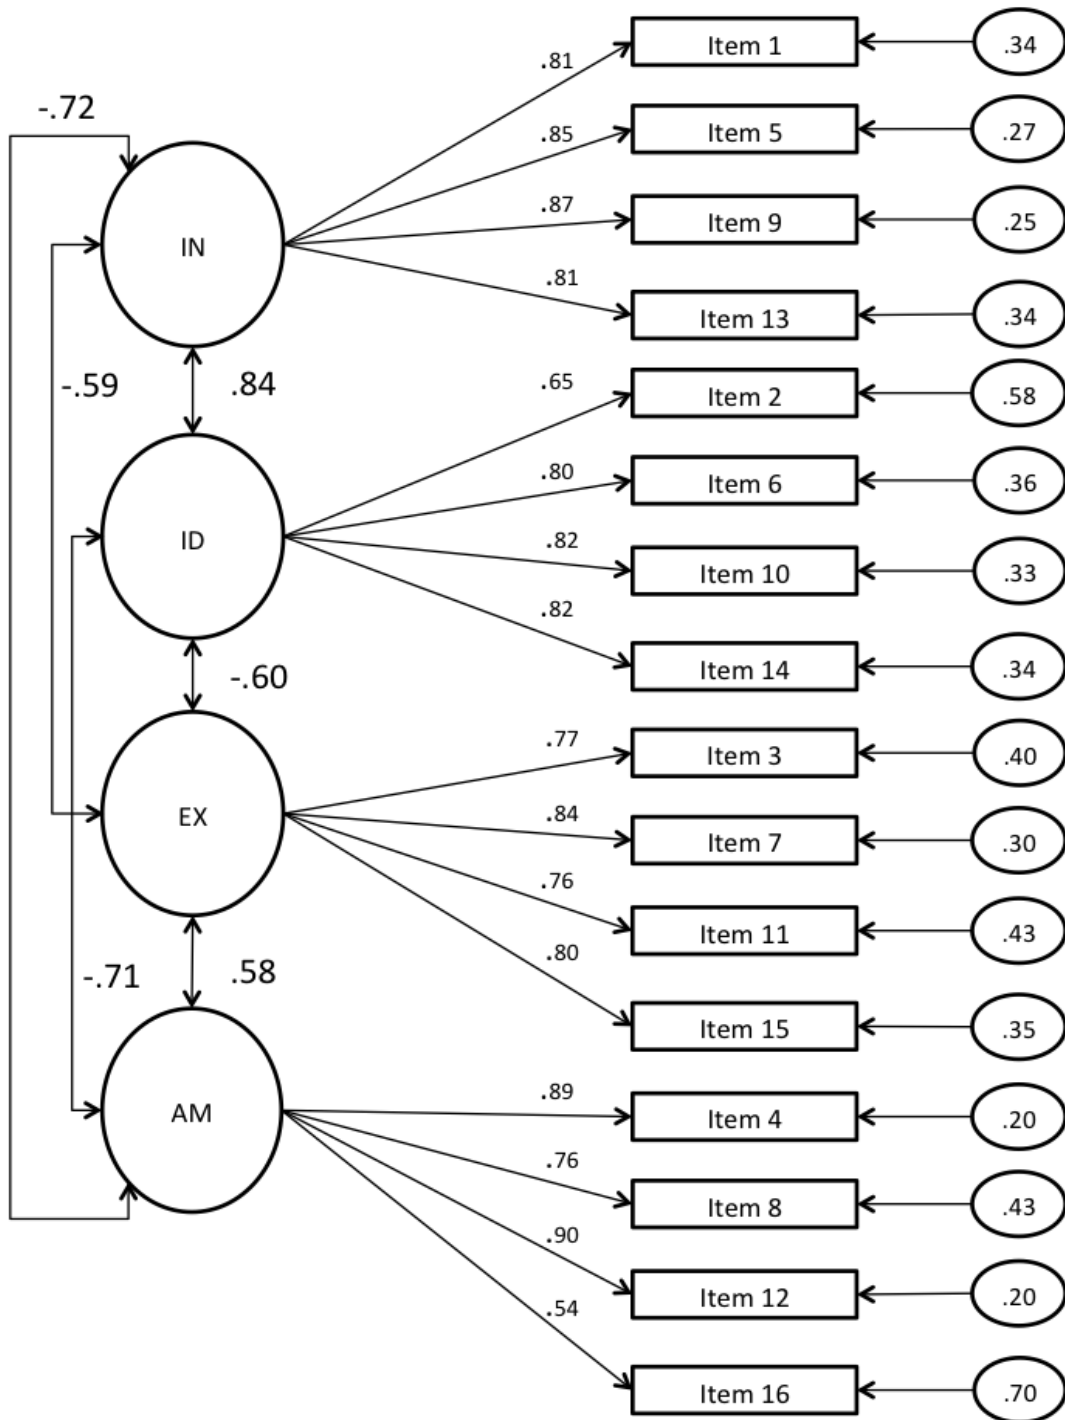 -.72
IN
-.59
.84
ID
-.60
EX
-.71
.58
AM
.81
Item 1
.34
.85
Item 5
.27
.87
Item 9
.25
.81
Item 13
.34
.65
Item 2
.58
.80
Item 6
.36
.82
Item 10
.33
.82
Item 14
.34
.77
Item 3
.40
.84
Item 7
.30
.76
Item 11
.43
.80
Item 15
.35
.89
Item 4
.20
.76
Item 8
.43
.90
Item 12
.20
.54
Item 16
.70